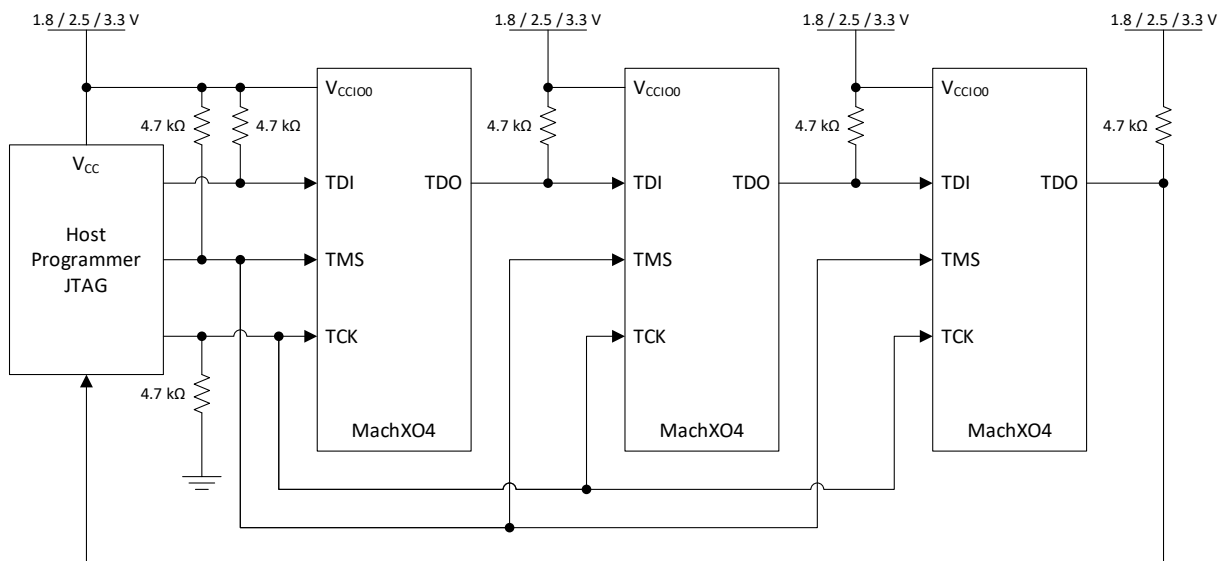 1.8 / 2.5 / 3.3 V
1.8 / 2.5 / 3.3 V
1.8 / 2.5 / 3.3 V
1.8 / 2.5 / 3.3 V
VCCIO0
VCCIO0
VCCIO0
4.7 kΩ
4.7 kΩ
4.7 kΩ
4.7 kΩ
4.7 kΩ
VCC
TDI
TDO
TDI
TDO
TDI
TDO
Host
Programmer
JTAG
TMS
TMS
TMS
TCK
TCK
TCK
4.7 kΩ
MachXO4
MachXO4
MachXO4